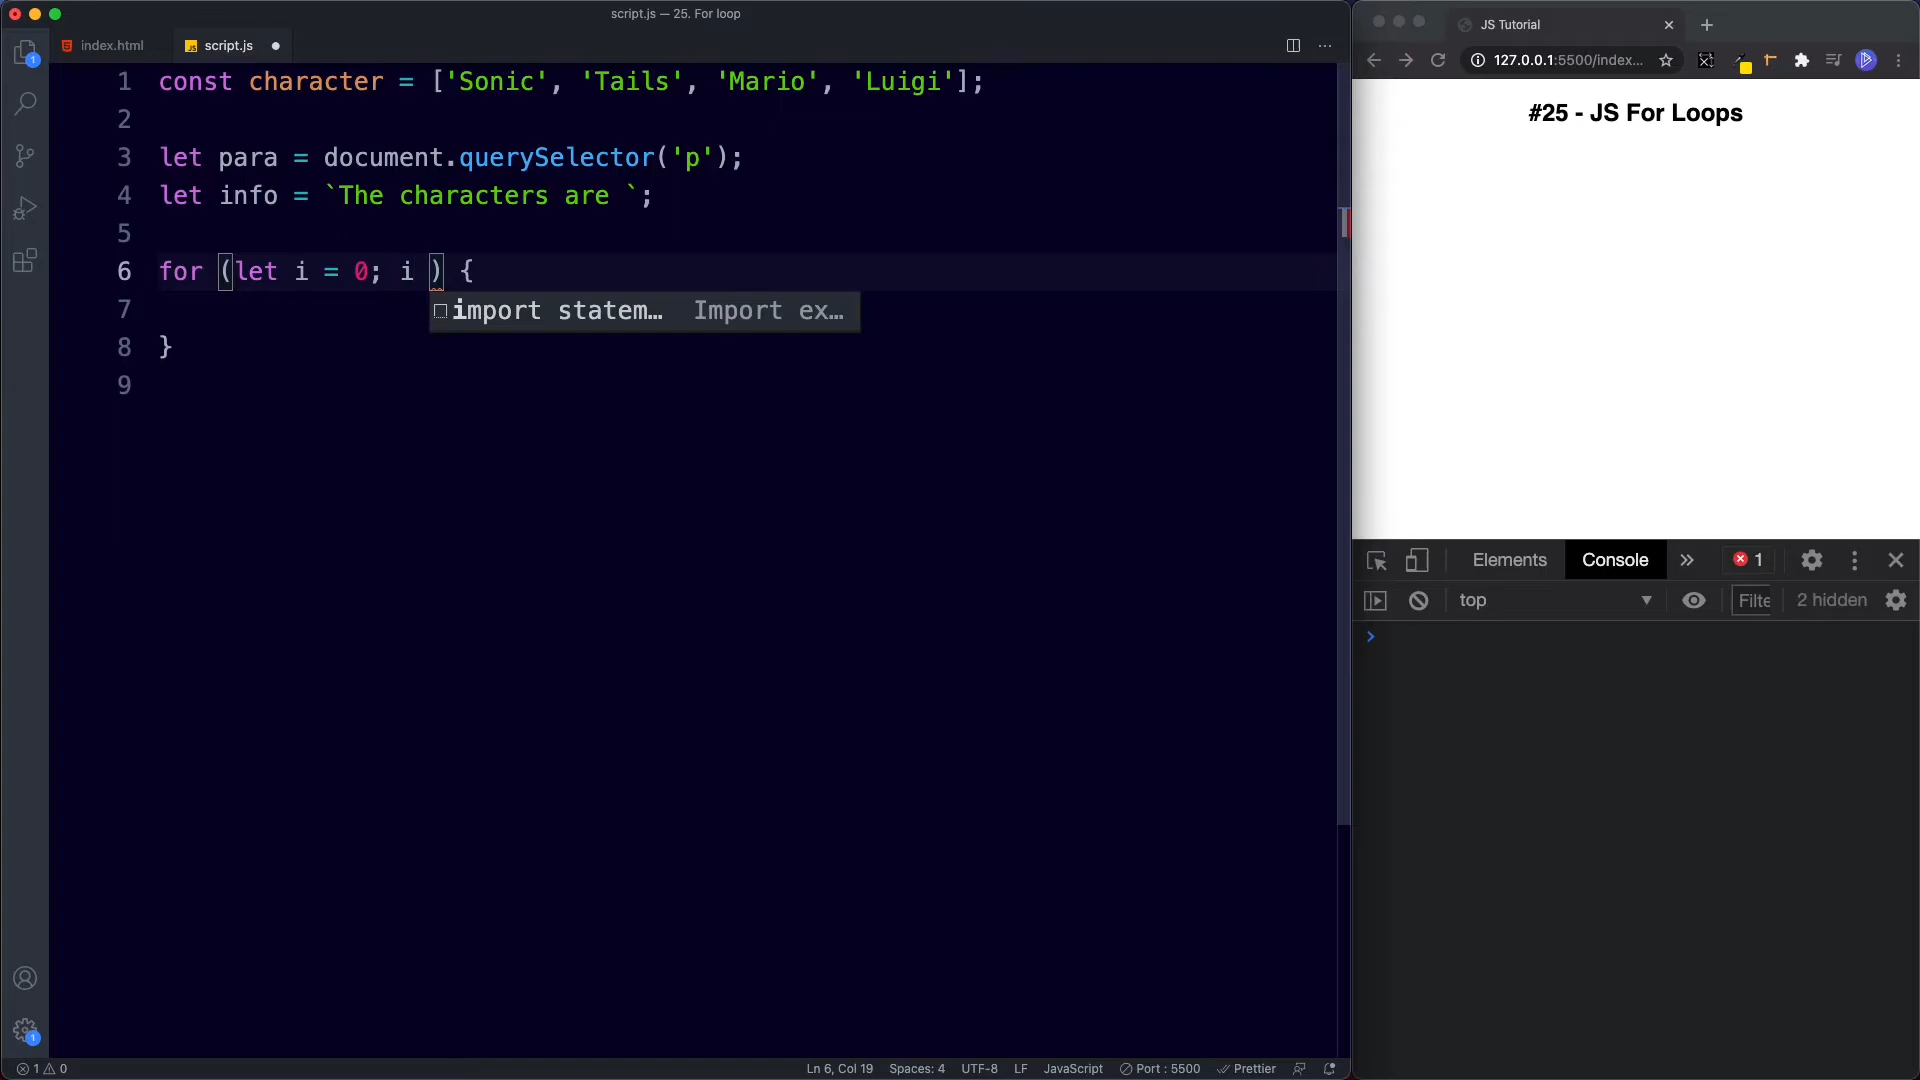 script.js — 25. For loop
index.html
script.js
1 const character = ['Sonic', 'Tails', 'Mario', 'Luigi'];
2
3 let para = document.querySelector('p');
4 let info = `The characters are `;
5
6 for (let i = 0; i ) {
7
import statem… Import ex…
8 }
9
1
1
1 0
Ln 6, Col 19 Spaces: 4 UTF-8 LF JavaScript Port : 5500 Prettier
JS Tutorial
127.0.0.1:5500/index...
#25 - JS For Loops
Elements Console » 1
top Filte 2 hidden